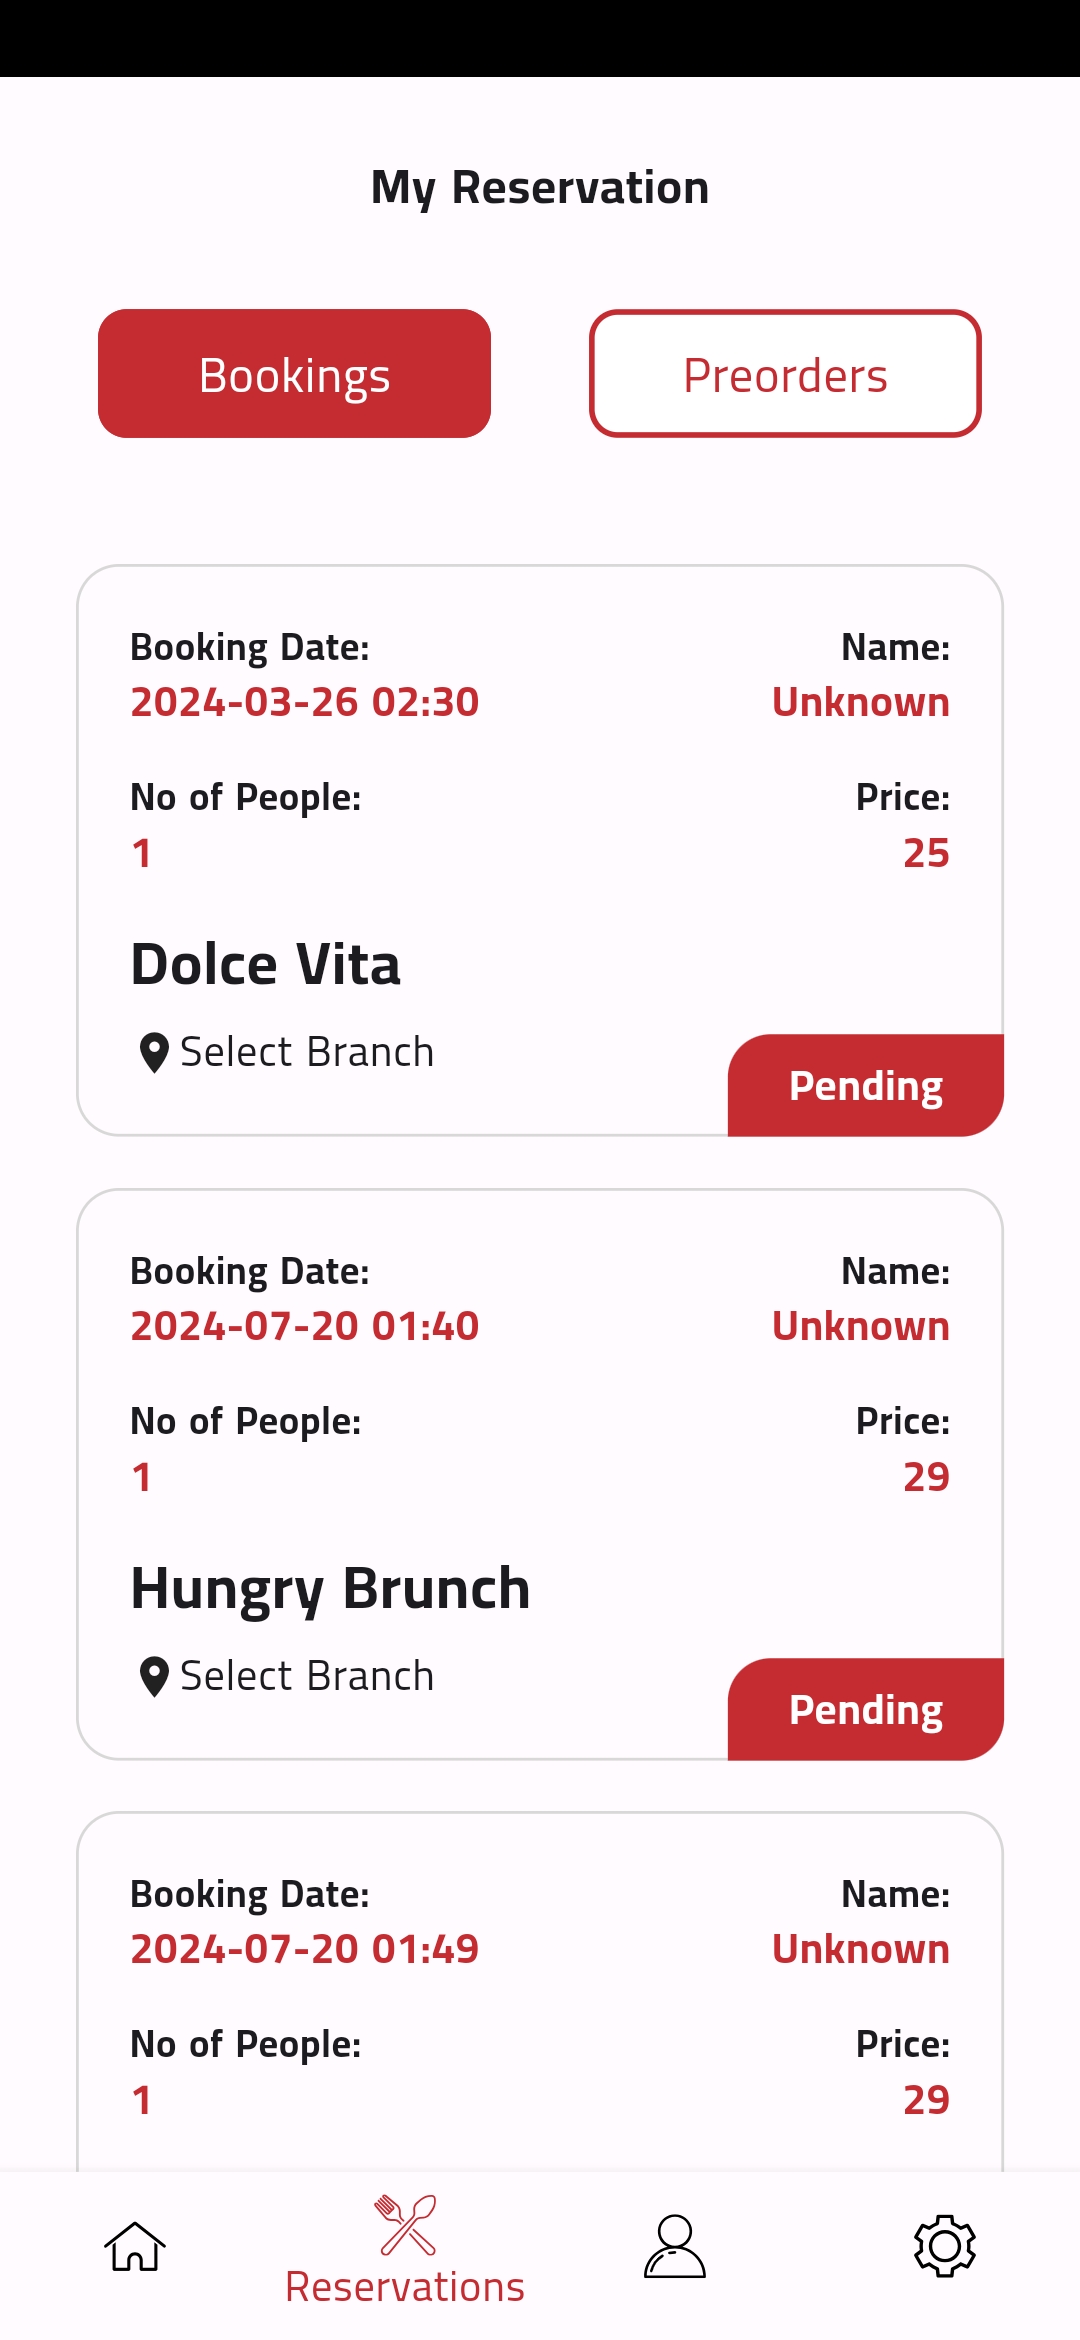 My Reservation
Bookings Preorders
Booking Date: Name:
2024-03-26 02:30 Unknown
No of People: Price:
1 25
Dolce Vita
Select Branch
Pending
Booking Date: Name:
2024-07-20 01:40 Unknown
No of People: Price:
1 29
Hungry Brunch
Select Branch
Pending
Booking Date: Name:
2024-07-20 01:49 Unknown
No of People: Price:
1 29
Reservations